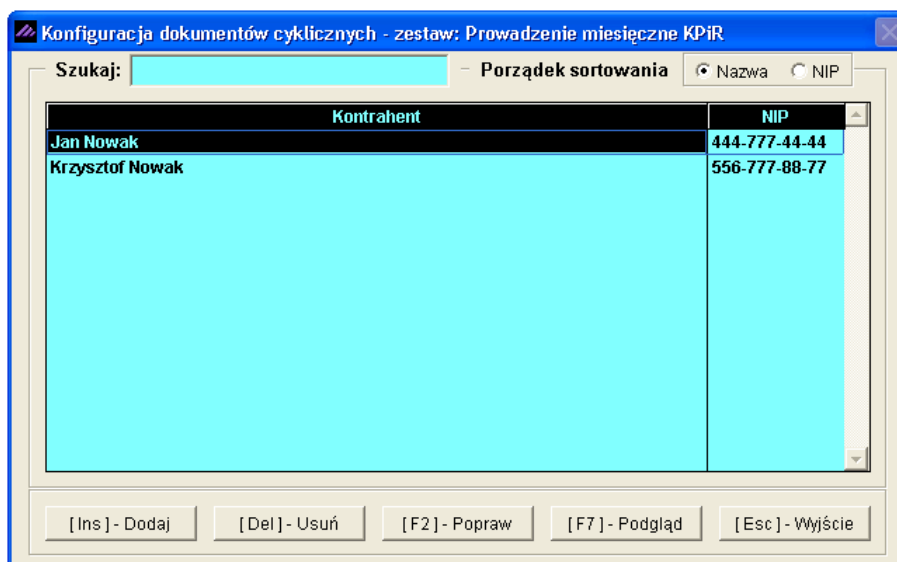 Konfiguracja dokumentów cyklicznych - zestaw: Prowadzenie miesięczne KPiR
Szukaj: Porządek sortowania Nazwa NIP
Kontrahent NIP
Jan Nowak 444-777-44-44
Krzysztof Nowak 556-777-88-77
[Ins] - Dodaj [Del] - Usuń [F2] - Popraw [F7] - Podgląd [Esc] - Wyjście